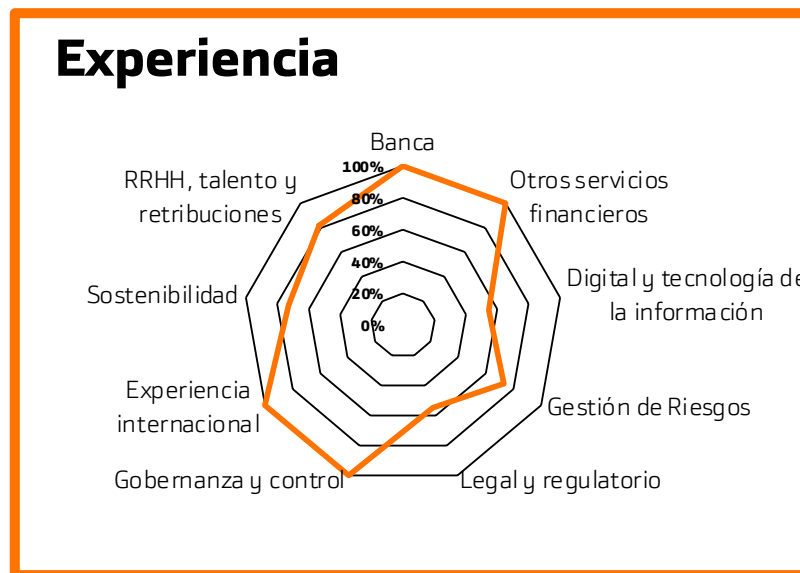 Experiencia
Banca
100%
80%
60%
40%
20%
0%
Otros servicios
financieros
Digital y tecnología de
la información
Gestión de Riesgos
Legal y regulatorio
Gobernanza y control
Experiencia
internacional
Sostenibilidad
RRHH, talento y
retribuciones